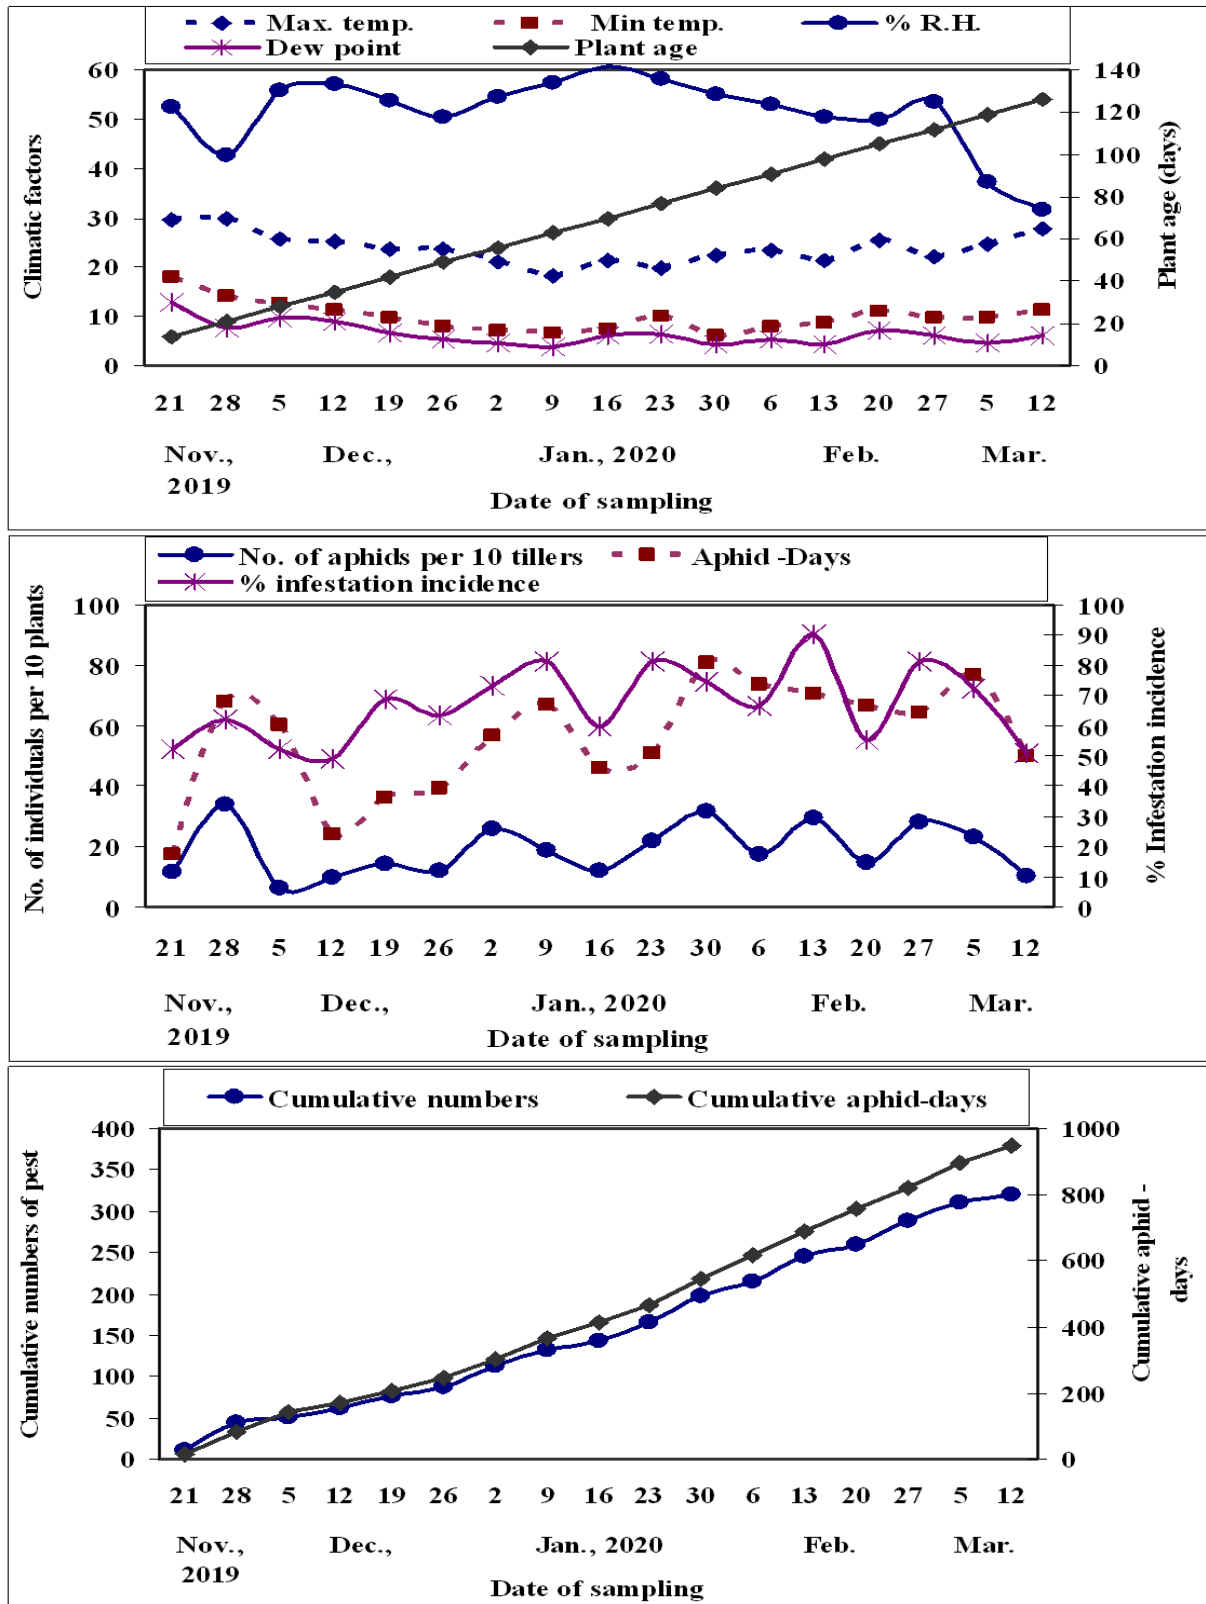 Max. temp. Min temp. % R.H.
Dew point Plant age
Climatic factors
60
50
40
30
20
10
0
140
120
100
80
60
40
20
0
Plant age (days)
21 28 5 12 19 26 2 9 16 23 30 6 13 20 27 5 12
Nov., Dec., Jan., 2020 Feb. Mar.
2019
Date of sampling
No. of aphids per 10 tillers Aphid -Days
% infestation incidence
No. of individuals per 10 plants
100
80
60
40
20
0
100
90
80
70
60
50
40
30
20
10
0
% Infestation incidence
21 28 5 12 19 26 2 9 16 23 30 6 13 20 27 5 12
Nov., Dec., Jan., 2020 Feb. Mar.
2019
Date of sampling
Cumulative numbers Cumulative aphid-days
Cumulative numbers of pest
400
350
300
250
200
150
100
50
0
1000
800
600
400
200
0
Cumulative aphid -
days
21 28 5 12 19 26 2 9 16 23 30 6 13 20 27 5 12
Nov., Dec., Jan., 2020 Feb. Mar.
2019
Date of sampling